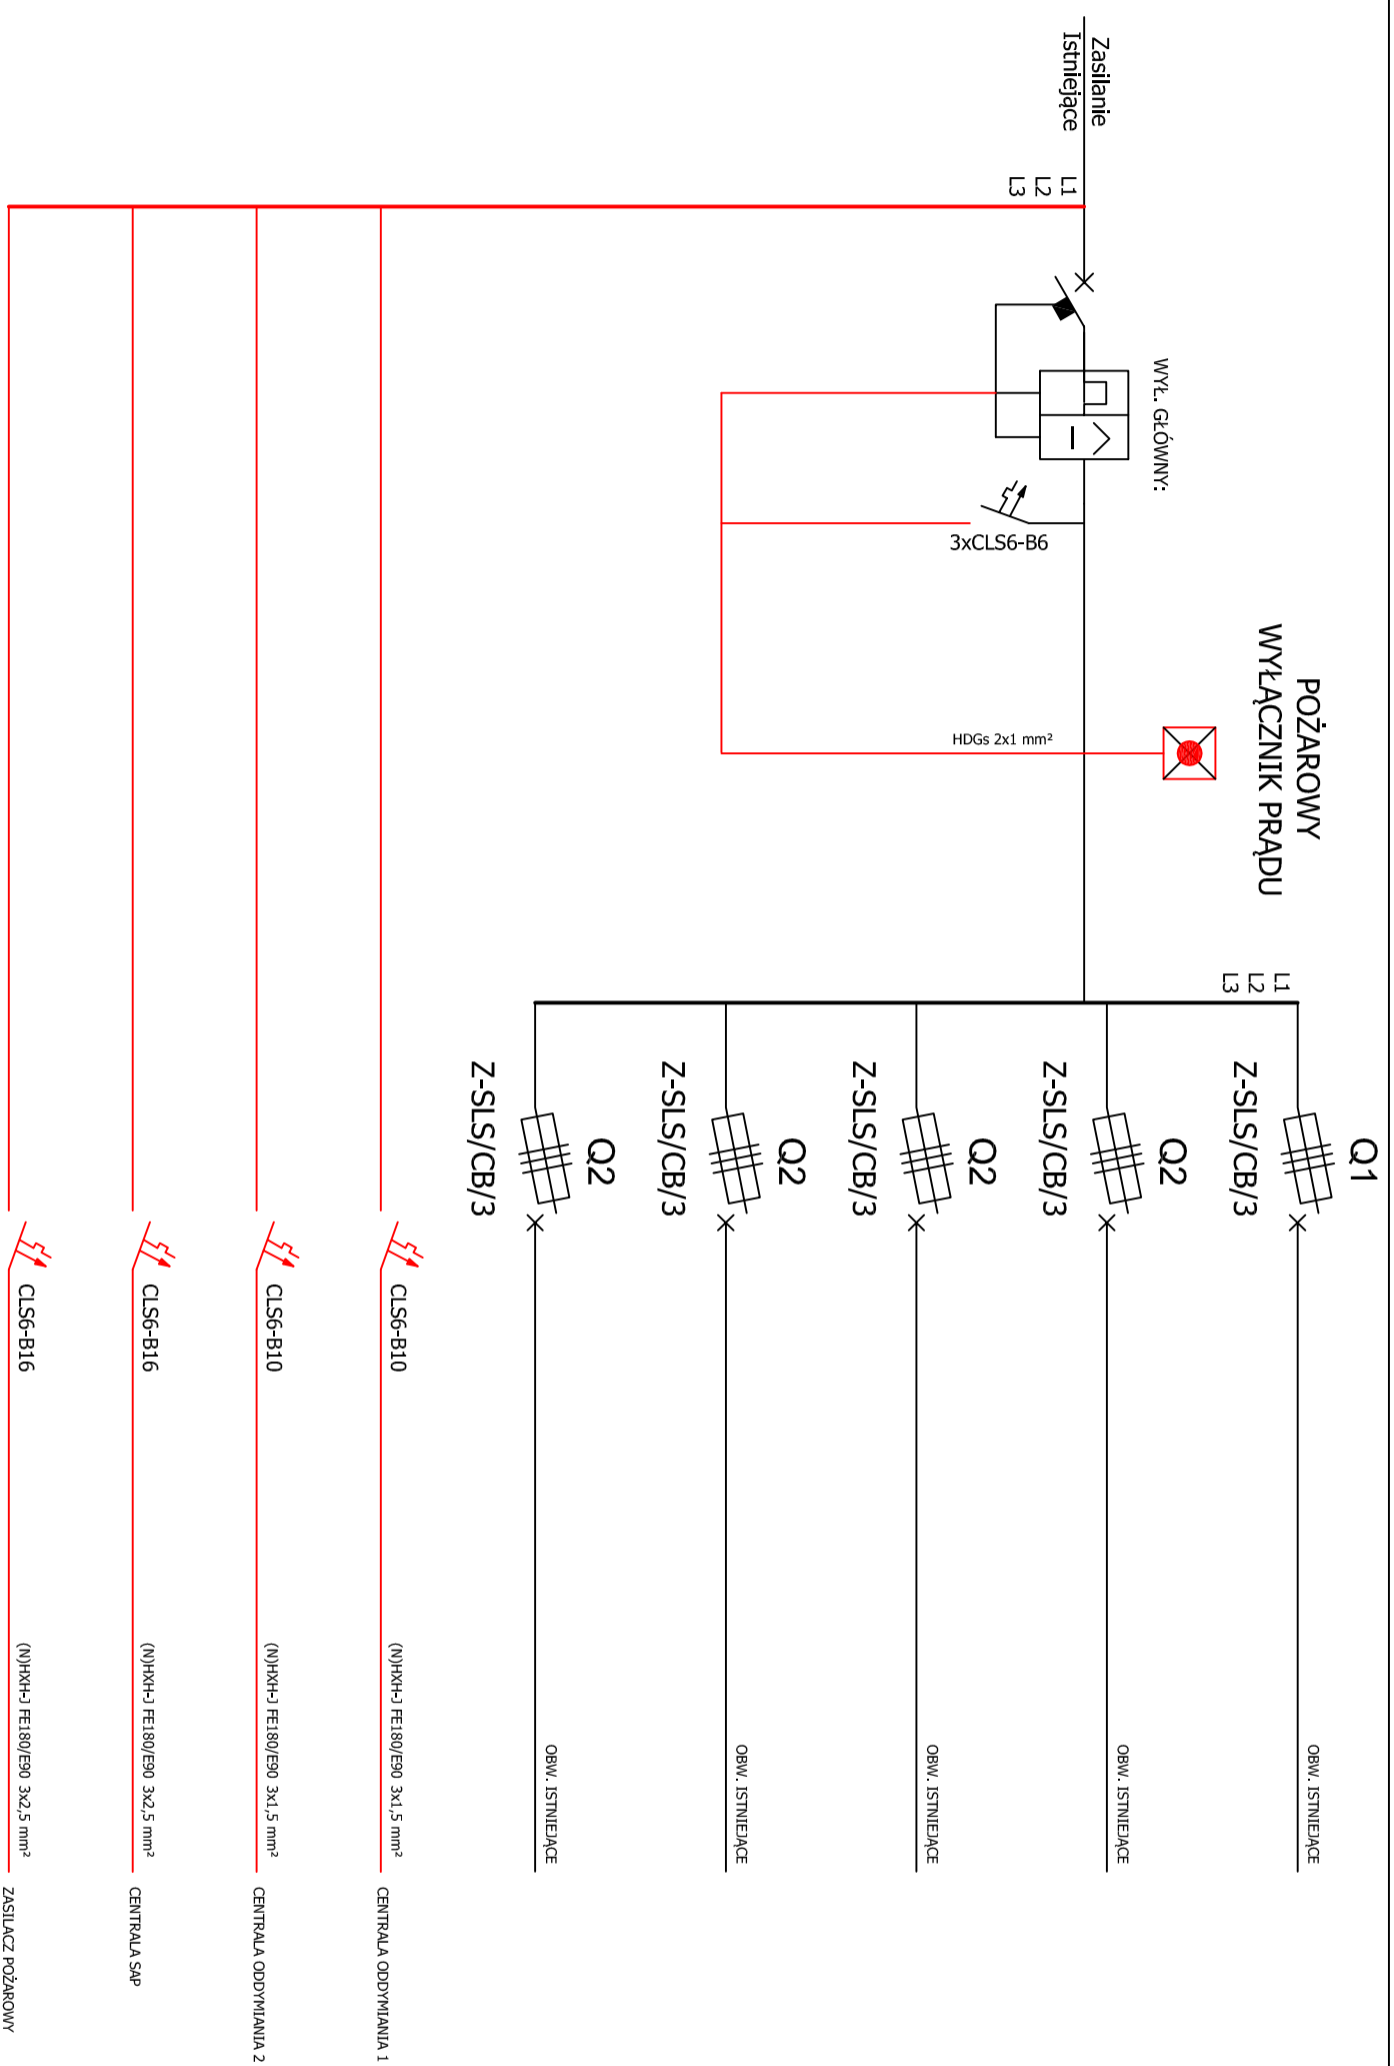 Zasilanie
Istniejące
L1
L2
L3
WYŁ. GŁÓWNY:
3xCLS6-B6
POŻAROWY
WYŁĄCZNIK PRĄDU
HDGs 2x1 mm²
L1
L2
L3
Q1
Z-SLS/CB/3
OBW. ISTNIEJĄCE
Q2
Z-SLS/CB/3
OBW. ISTNIEJĄCE
Q2
Z-SLS/CB/3
OBW. ISTNIEJĄCE
Q2
Z-SLS/CB/3
OBW. ISTNIEJĄCE
Q2
Z-SLS/CB/3
OBW. ISTNIEJĄCE
CLS6-B10
(N)HXH-J FE180/E90 3x1,5 mm²
CENTRALA ODDYMIANIA 1
CLS6-B10
(N)HXH-J FE180/E90 3x1,5 mm²
CENTRALA ODDYMIANIA 2
CLS6-B16
(N)HXH-J FE180/E90 3x2,5 mm²
CENTRALA SAP
CLS6-B16
(N)HXH-J FE180/E90 3x2,5 mm²
ZASILACZ POŻAROWY